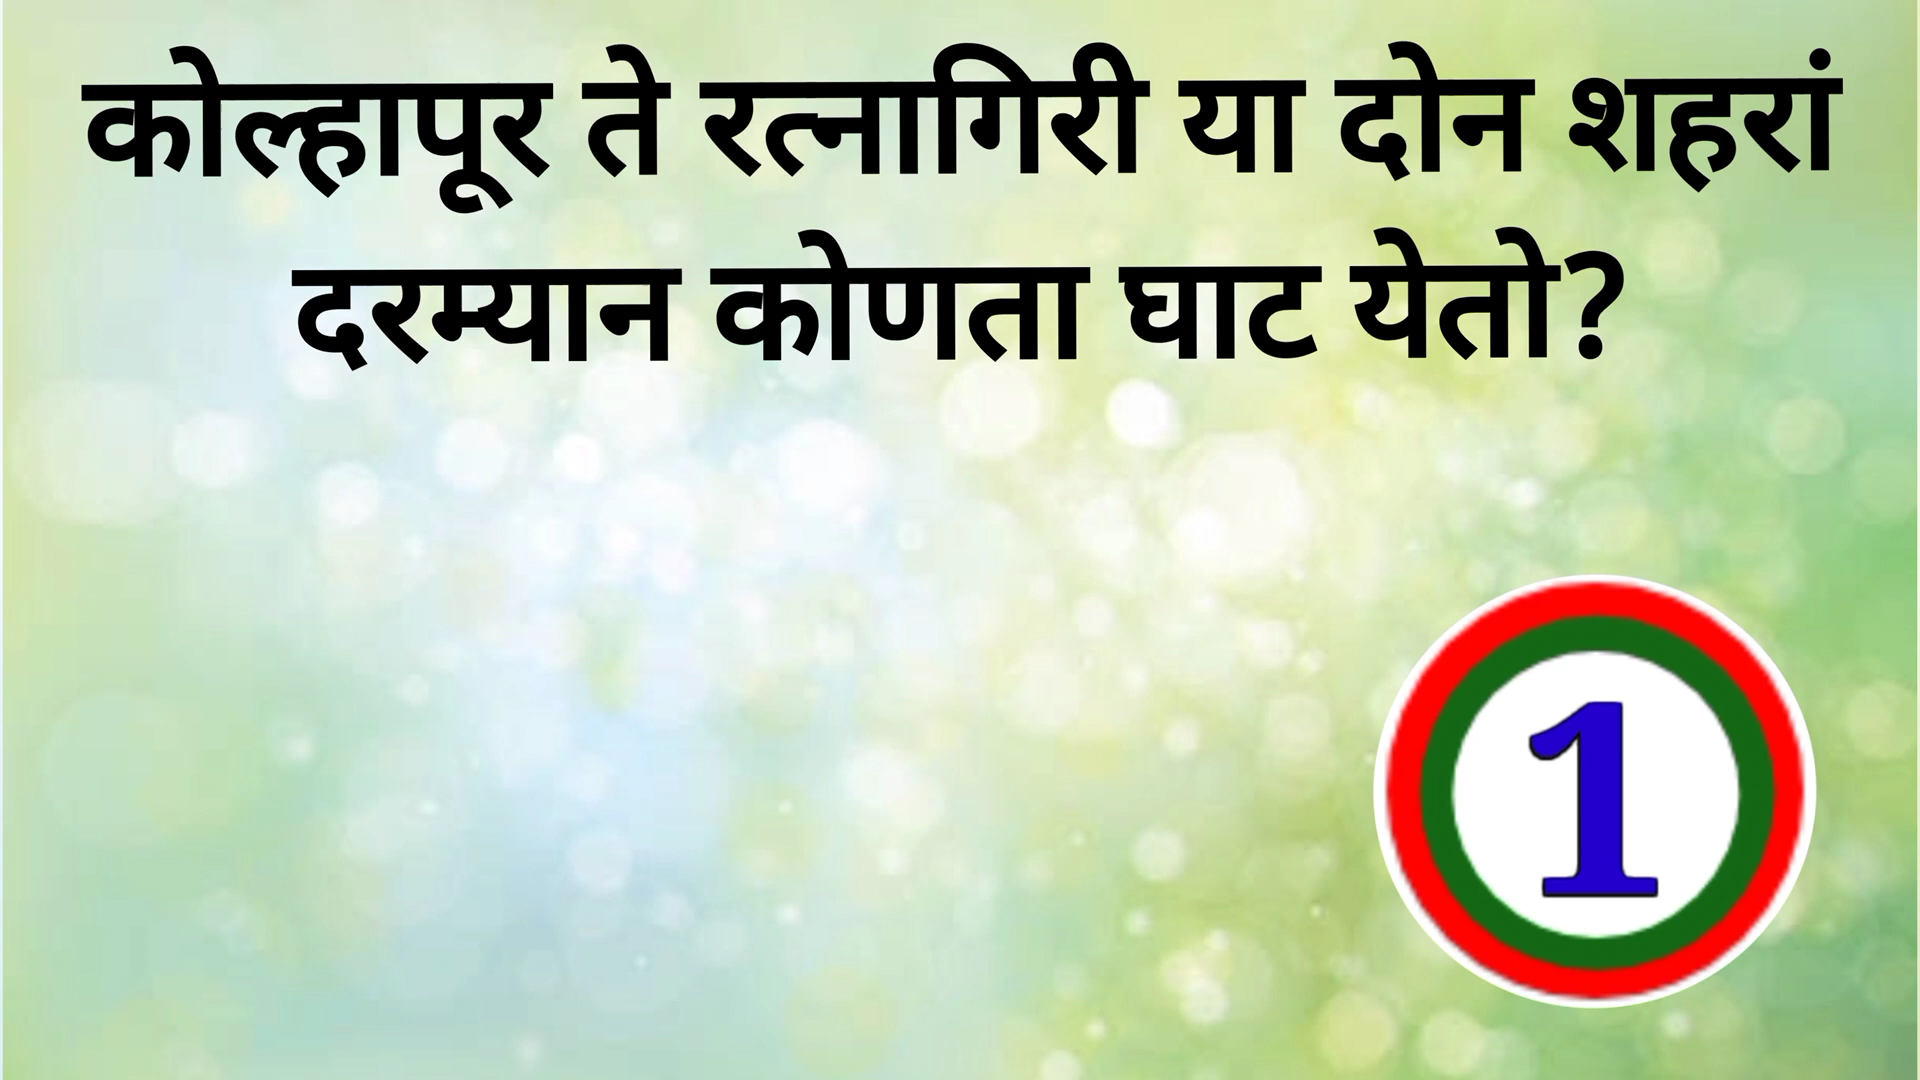 कोल्हापूर ते रत्नागिरी या दोन शहरां
दरम्यान कोणता घाट येतो?
1